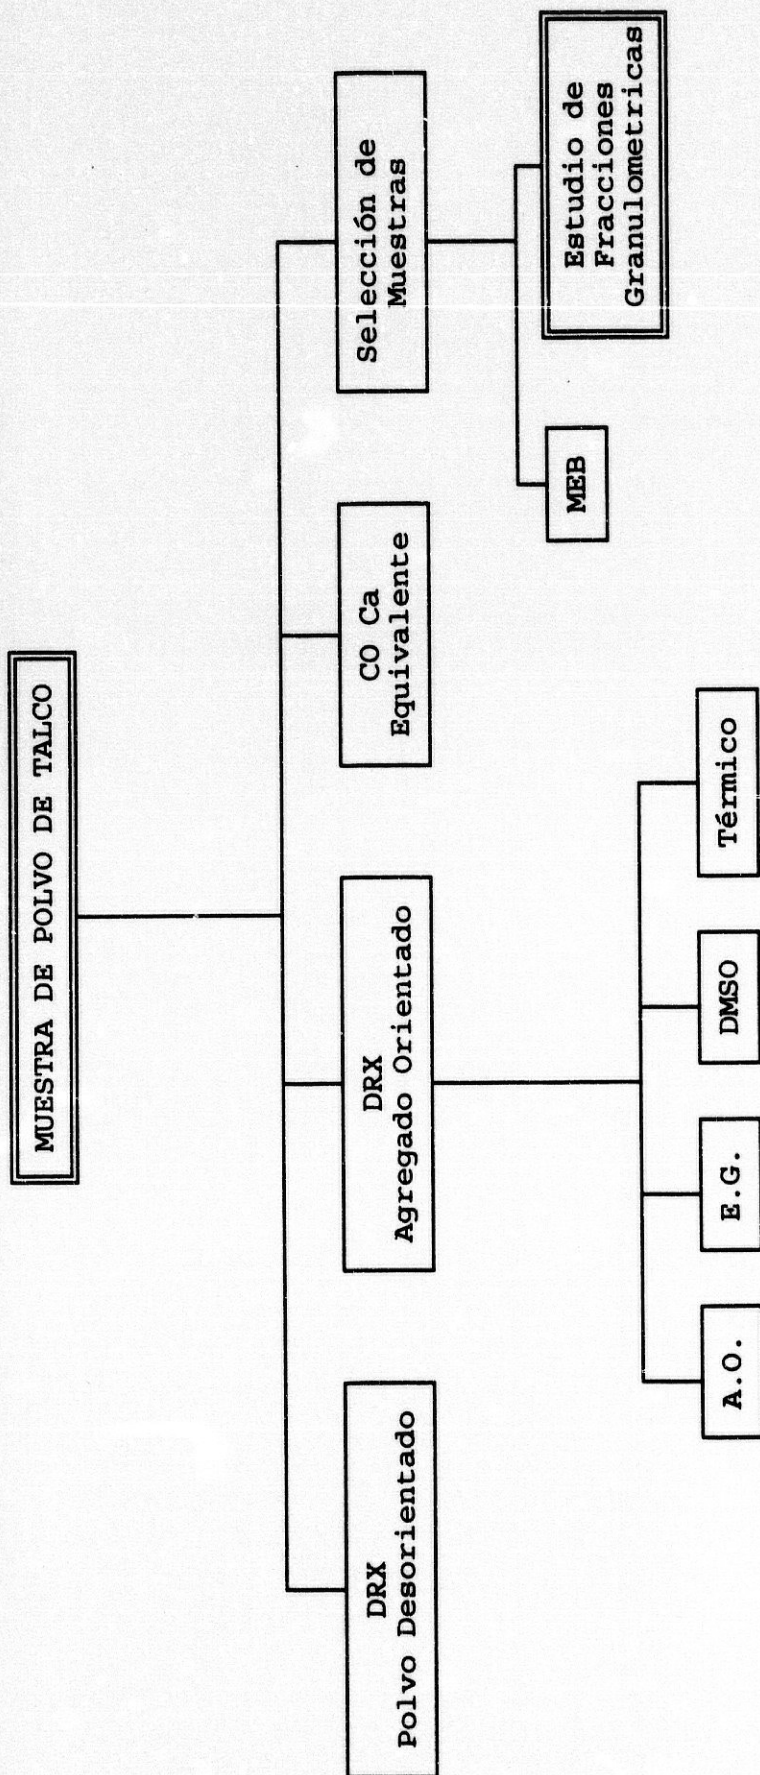 MUESTRA DE POLVO DE TALCO
DRX
Polvo Desorientado
DRX
Agregado Orientado
CO Ca
Equivalente
Selección de
Muestras
A.O.
E.G.
DMSO
Térmico
MEB
Estudio de
Fracciones
Granulometricas